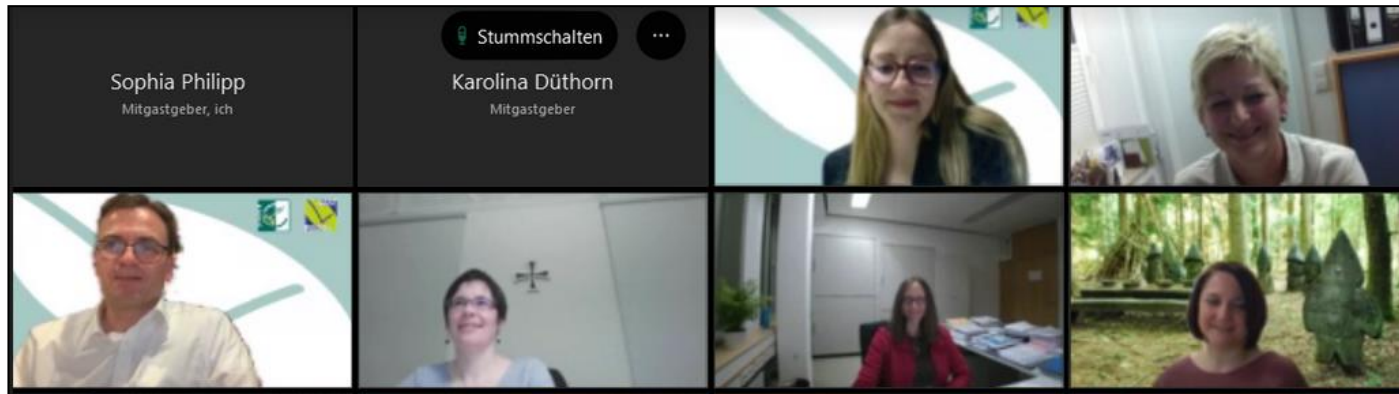 Sophia Philipp
Mitgastgeber, ich
Stummschalten
Karolina Düthorn
Mitgastgeber